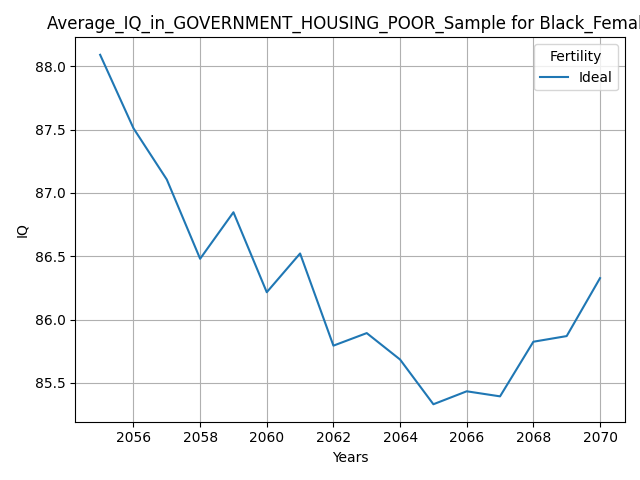 Average_IQ_in_GOVERNMENT_HOUSING_POOR_Sample for Black_Femal
Fertility
Ideal
88.0
87.5
87.0
86.5
86.0
85.5
IQ
2056 2058 2060 2062 2064 2066 2068 2070
Years